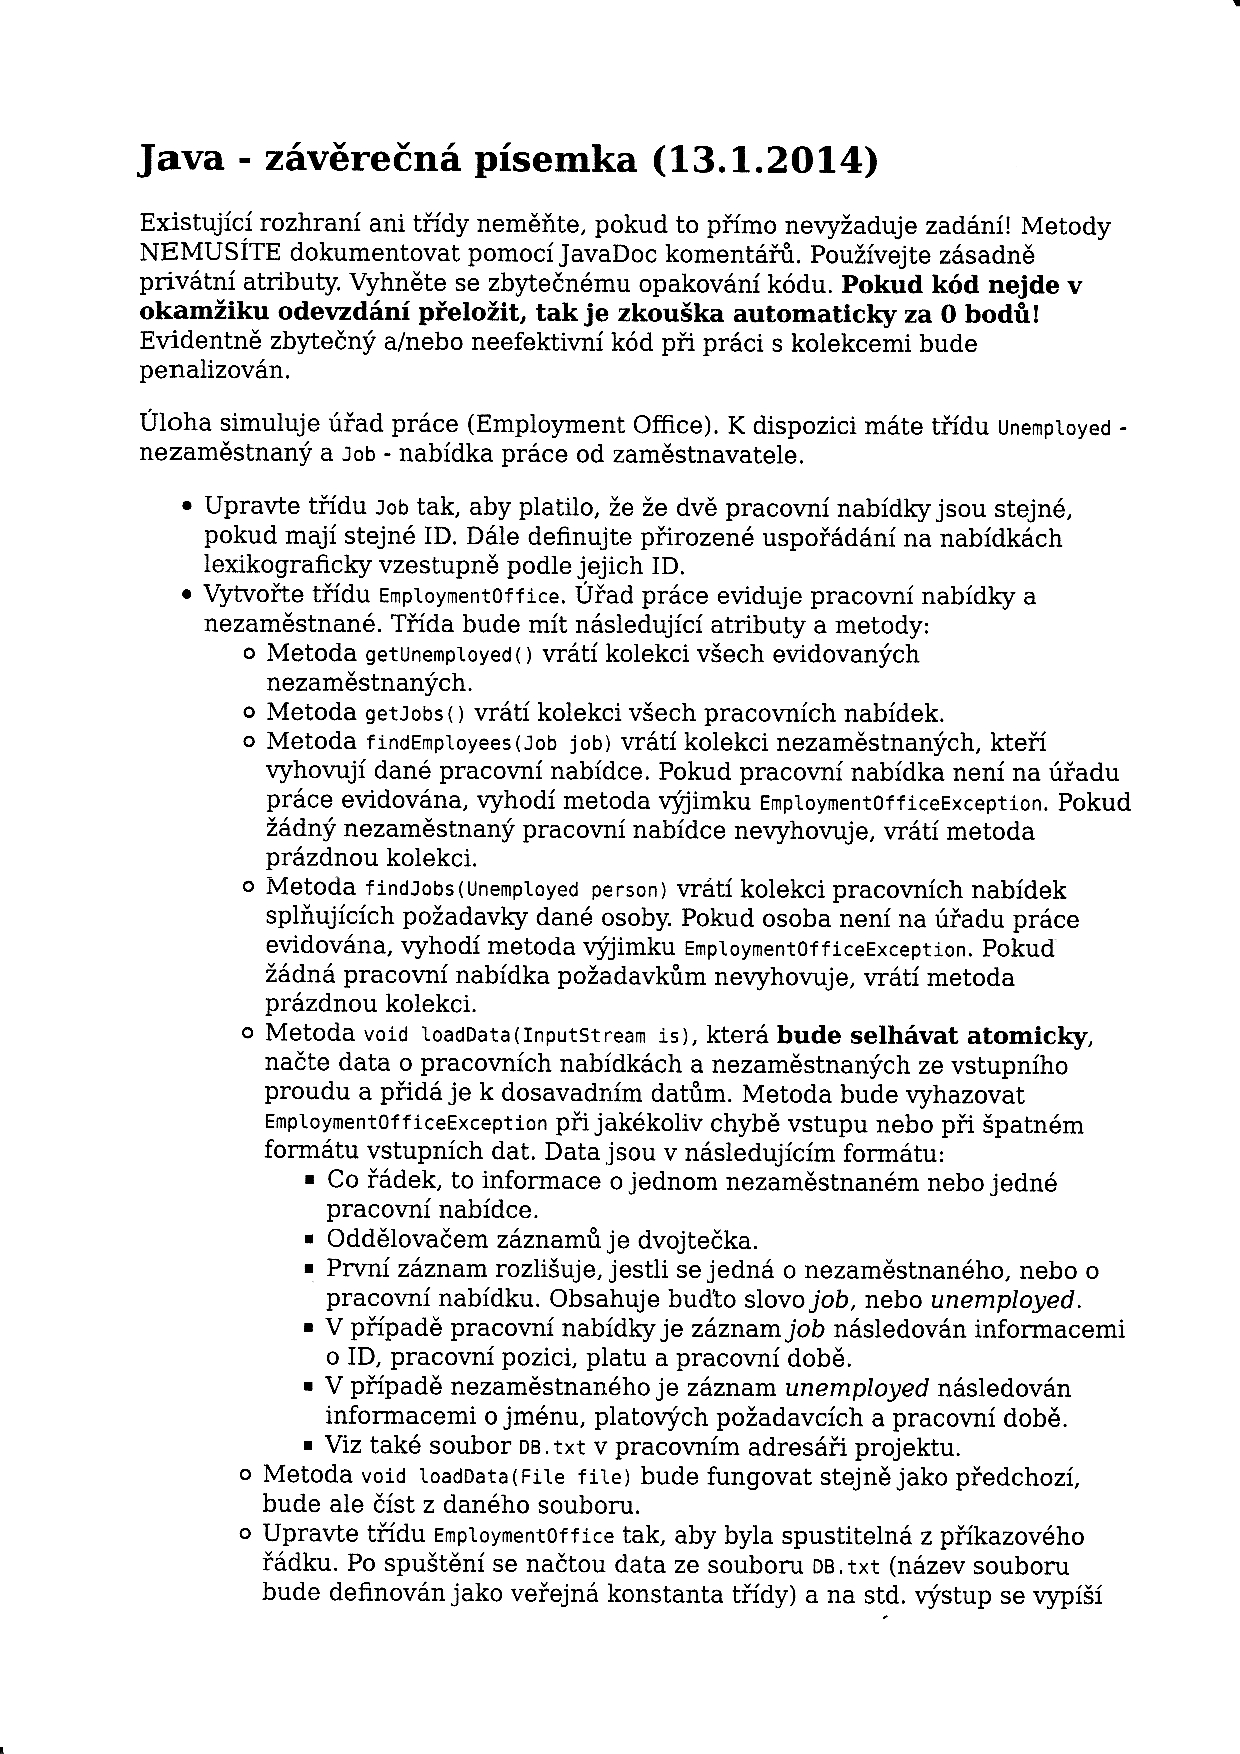 Java - závěrečná písemka (13.1.2014)
Existující rozhraní ani třídy neměňte, pokud to přímo nevyžaduje zadání! Metody
NEMUSÍTE dokumentovat pomocí JavaDoc komentářů. Používejte zásadně
privátní atributy. Vyhněte se zbytečnému opakování kódu. Pokud kód nejde v
okamžiku odevzdání přeložit, tak je zkouška automaticky za 0 bodů!
Evidentně zbytečný a/nebo neefektivní kód při práci s kolekcemi bude
penalizován.
Úloha simuluje úřad práce (Employment Office). K dispozici máte třídu Unemployed -
nezaměstnaný a Job - nabídka práce od zaměstnavatele.
• Upravte třídu Job tak, aby platilo, že že dvě pracovní nabídky jsou stejné,
pokud mají stejné ID. Dále definujte přirozené uspořádání na nabídkách
lexikograficky vzestupně podle jejich ID.
• Vytvořte třídu EmploymentOffice. Úřad práce eviduje pracovní nabídky a
nezaměstnané. Třída bude mít následující atributy a metody:
o Metoda getUnemployed() vrátí kolekci všech evidovaných
nezaměstnaných.
o Metoda getJobs() vrátí kolekci všech pracovních nabídek.
o Metoda findEmployees(Job job) vrátí kolekci nezaměstnaných, kteří
vyhovují dané pracovní nabídce. Pokud pracovní nabídka není na úřadu
práce evidována, vyhodí metoda výjimku EmploymentOfficeException. Pokud
žádný nezaměstnaný pracovní nabídce nevyhovuje, vrátí metoda
prázdnou kolekci.
o Metoda findJobs(Unemployed person) vrátí kolekci pracovních nabídek
splňujících požadavky dané osoby. Pokud osoba není na úřadu práce
evidována, vyhodí metoda výjimku EmploymentOfficeException. Pokud
žádná pracovní nabídka požadavkům nevyhovuje, vrátí metoda
prázdnou kolekci.
o Metoda void loadData(InputStream is), která bude selhávat atomicky,
načte data o pracovních nabídkách a nezaměstnaných ze vstupního
proudu a přidá je k dosavadním datům. Metoda bude vyhazovat
EmploymentOfficeException při jakékoliv chybě vstupu nebo při špatném
formátu vstupních dat. Data jsou v následujícím formátu:
▪ Co řádek, to informace o jednom nezaměstnaném nebo jedné
pracovní nabídce.
▪ Oddělovačem záznamů je dvojtečka.
▪ První záznam rozlišuje, jestli se jedná o nezaměstnaného, nebo o
pracovní nabídku. Obsahuje buďto slovo job, nebo unemployed.
▪ V případě pracovní nabídky je záznam job následován informacemi
o ID, pracovní pozici, platu a pracovní době.
▪ V případě nezaměstnaného je záznam unemployed následován
informacemi o jménu, platových požadavcích a pracovní době.
▪ Viz také soubor DB.txt v pracovním adresáři projektu.
o Metoda void loadData(File file) bude fungovat stejně jako předchozí,
bude ale číst z daného souboru.
o Upravte třídu EmploymentOffice tak, aby byla spustitelná z příkazového
řádku. Po spuštění se načtou data ze souboru DB.txt (název souboru
bude definován jako veřejná konstanta třídy) a na std. výstup se vypíší